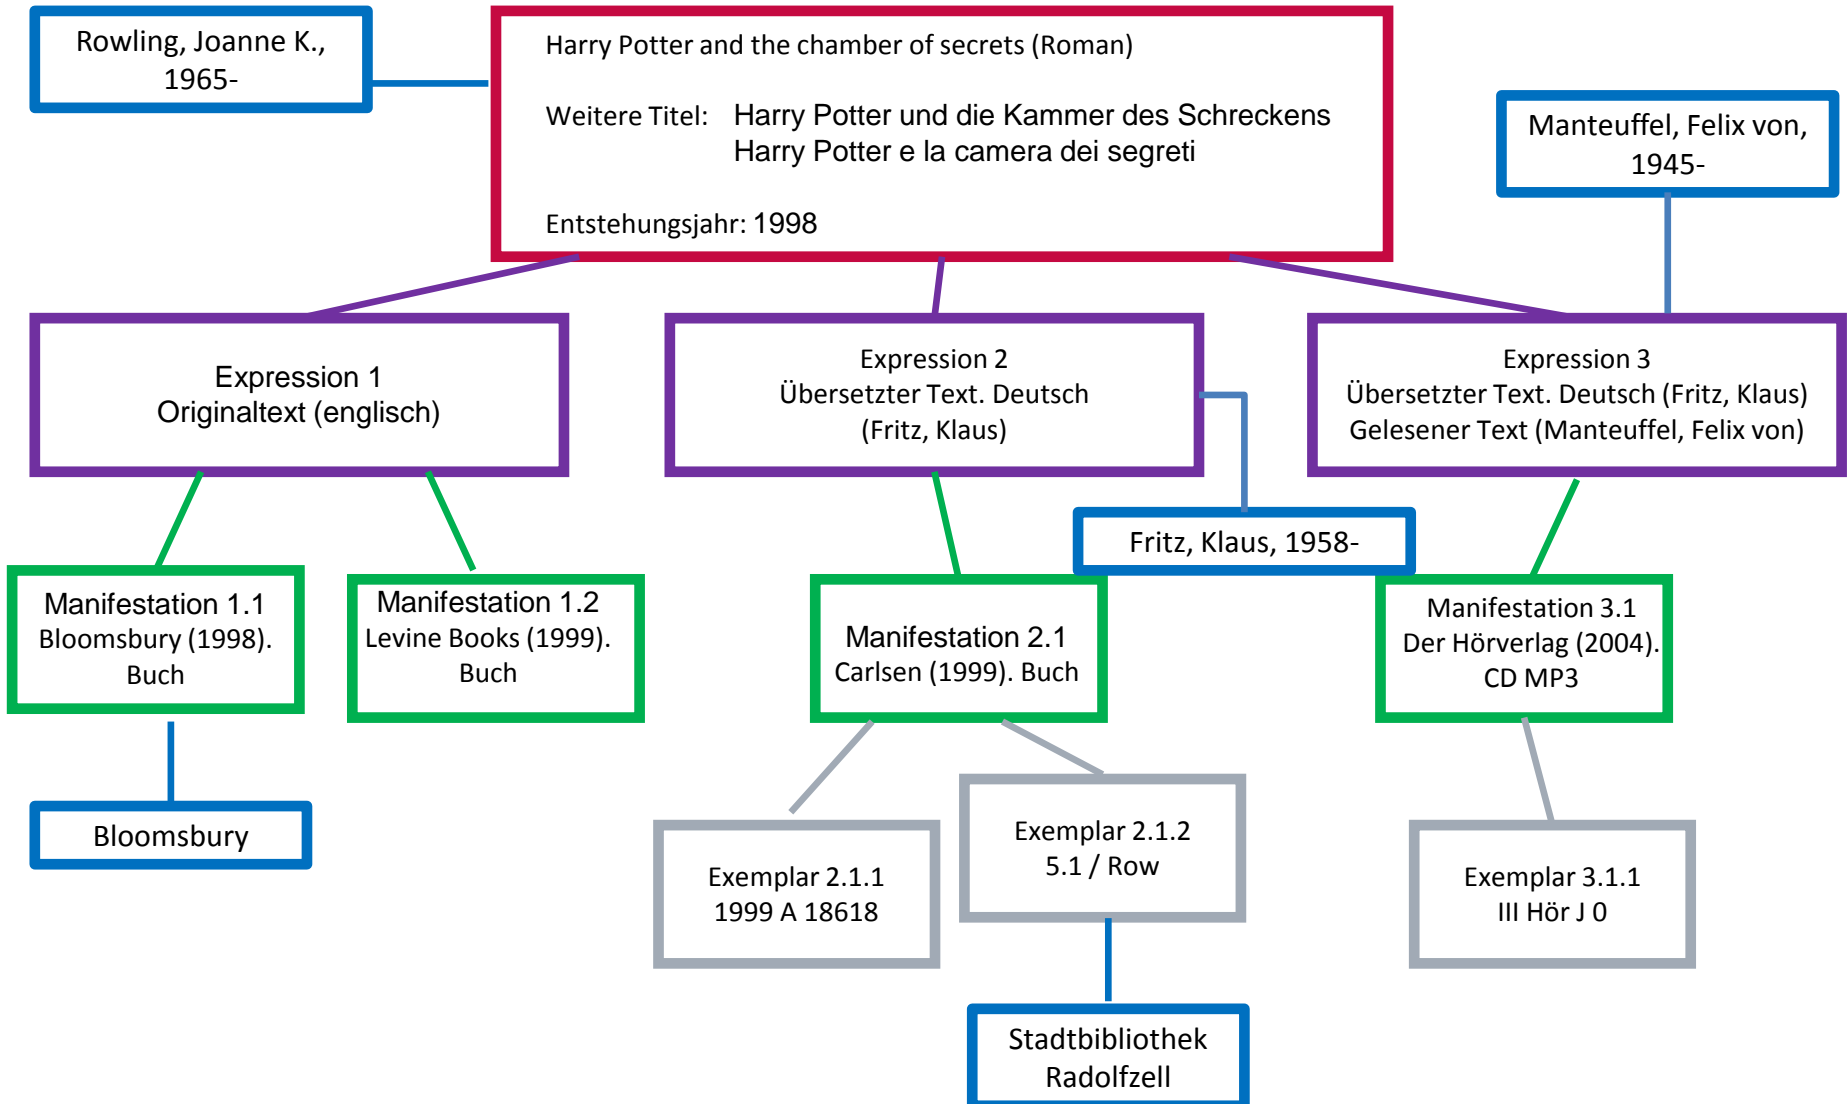 Rowling, Joanne K.,
1965-
Harry Potter and the chamber of secrets (Roman)
Weitere Titel: Harry Potter und die Kammer des Schreckens
Harry Potter e la camera dei segreti
Entstehungsjahr: 1998
Manteuffel, Felix von,
1945-
Expression 1
Originaltext (englisch)
Expression 2
Übersetzter Text. Deutsch
(Fritz, Klaus)
Expression 3
Übersetzter Text. Deutsch (Fritz, Klaus)
Gelesener Text (Manteuffel, Felix von)
Fritz, Klaus, 1958-
Manifestation 1.1
Bloomsbury (1998).
Buch
Manifestation 1.2
Levine Books (1999).
Buch
Manifestation 2.1
Carlsen (1999). Buch
Manifestation 3.1
Der Hörverlag (2004).
CD MP3
Bloomsbury
Exemplar 2.1.1
1999 A 18618
Exemplar 2.1.2
5.1 / Row
Exemplar 3.1.1
III Hör J 0
Stadtbibliothek
Radolfzell